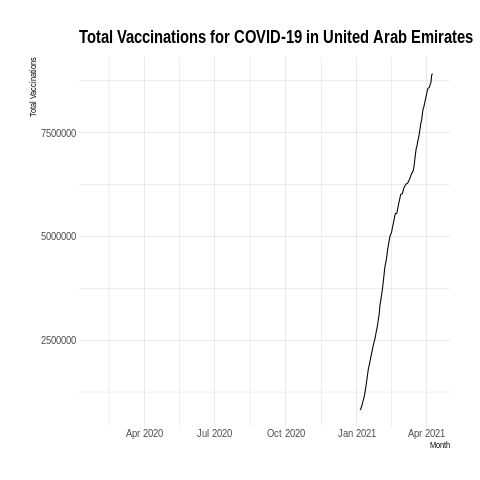 Total Vaccinations for COVID-19 in United Arab Emirates
Total Vaccinations
7500000
5000000
2500000
Apr 2020 Jul 2020 Oct 2020 Jan 2021 Apr 2021
Month